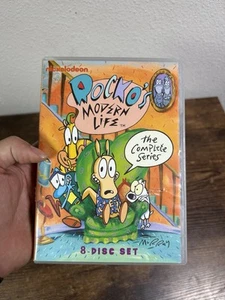 nickelodeon
ROCKO'S
MODERN
LIFE
the
Complete
Series
8-DISC SET